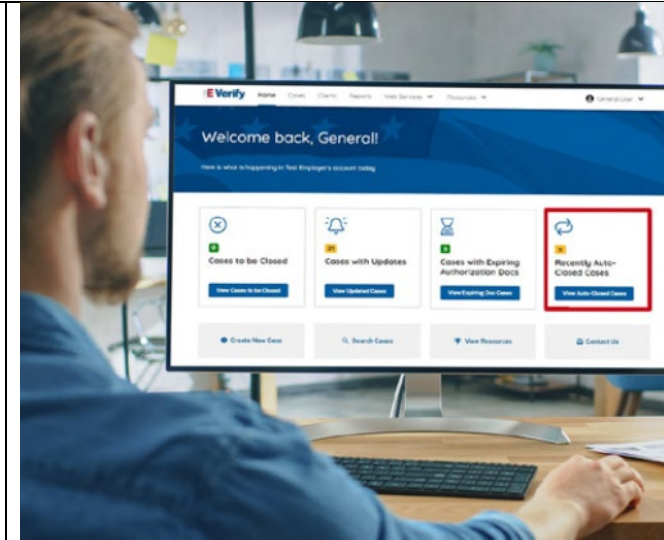 E-Verify Home Cases Clients Reports Web Services Resources General User
Welcome back, General!
Here is what is happening in Test Employer's account today
Cases to be Closed
View Cases to be Closed
21
Cases with Updates
View Updated Cases
Cases with Expiring
Authorization Docs
View Expiring Doc Cases
Recently Auto-
Closed Cases
View Auto-Closed Cases
Create New Case
Search Cases
View Resources
Contact Us